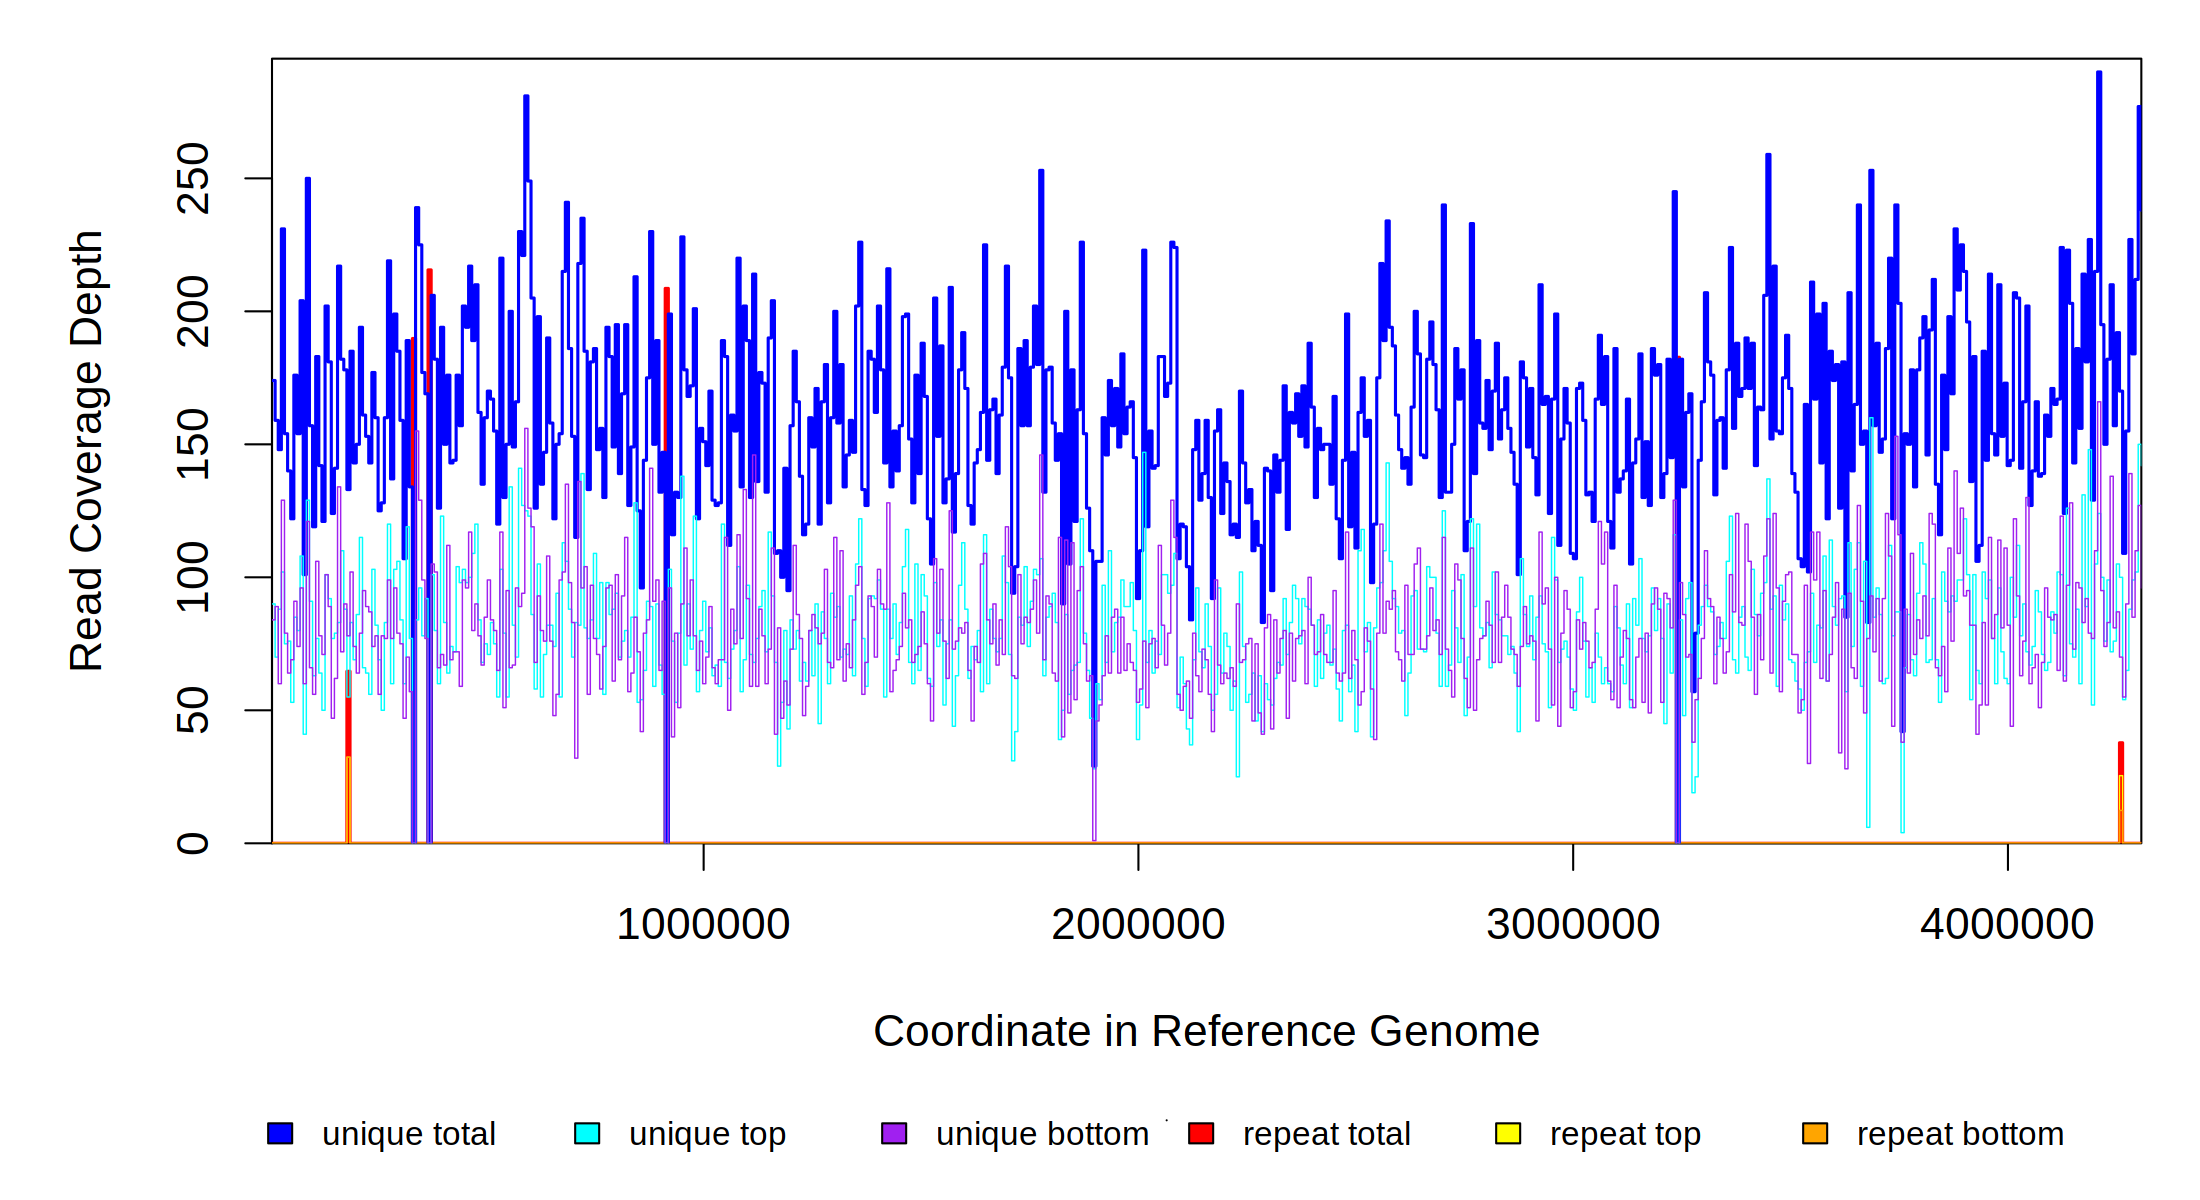 250
200
150
100
50
0
Read Coverage Depth
1000000 2000000 3000000 4000000
Coordinate in Reference Genome
unique total unique top unique bottom repeat total repeat top repeat bottom